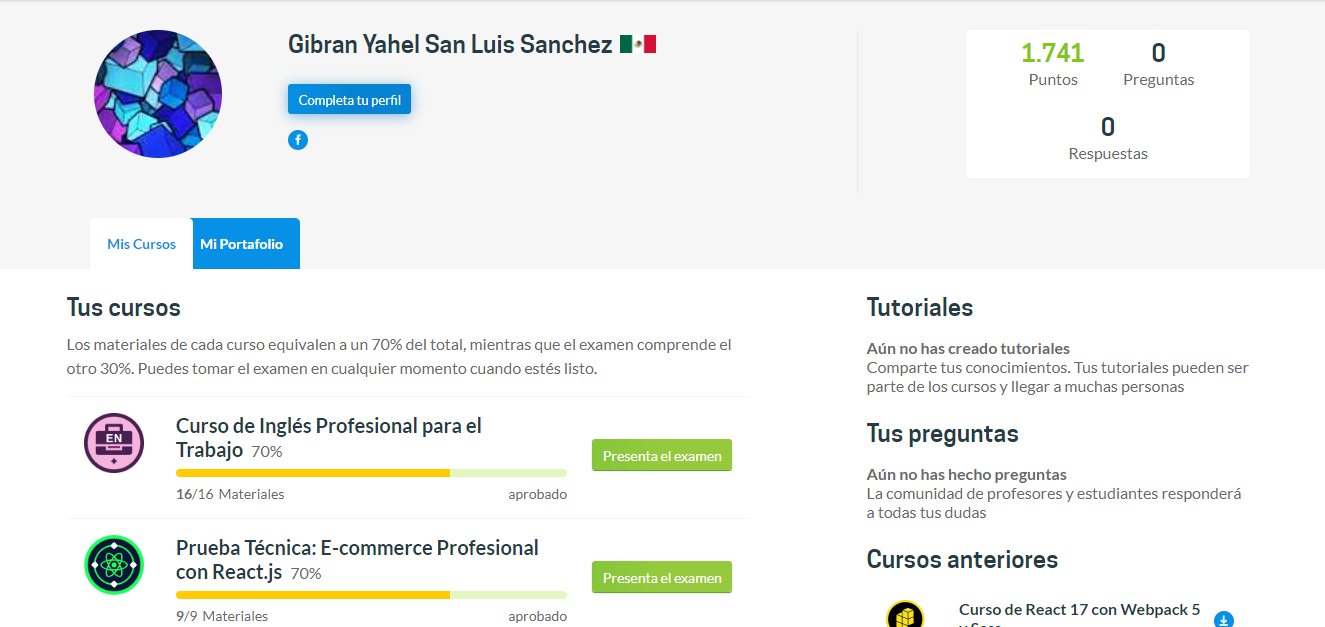 Gibran Yahel San Luis Sanchez
Completa tu perfil
f
1.741
Puntos
0
Preguntas
0
Respuestas
Mis Cursos
Mi Portafolio
Tus cursos
Los materiales de cada curso equivalen a un 70% del total, mientras que el examen comprende el
otro 30%. Puedes tomar el examen en cualquier momento cuando estés listo.
EN
Curso de Inglés Profesional para el
Trabajo 70%
Presenta el examen
16/16 Materiales
aprobado
Prueba Técnica: E-commerce Profesional
con React.js 70%
Presenta el examen
9/9 Materiales
aprobado
Tutoriales
Aún no has creado tutoriales
Comparte tus conocimientos. Tus tutoriales pueden ser
parte de los cursos y llegar a muchas personas
Tus preguntas
Aún no has hecho preguntas
La comunidad de profesores y estudiantes responderá
a todas tus dudas
Cursos anteriores
Curso de React 17 con Webpack 5